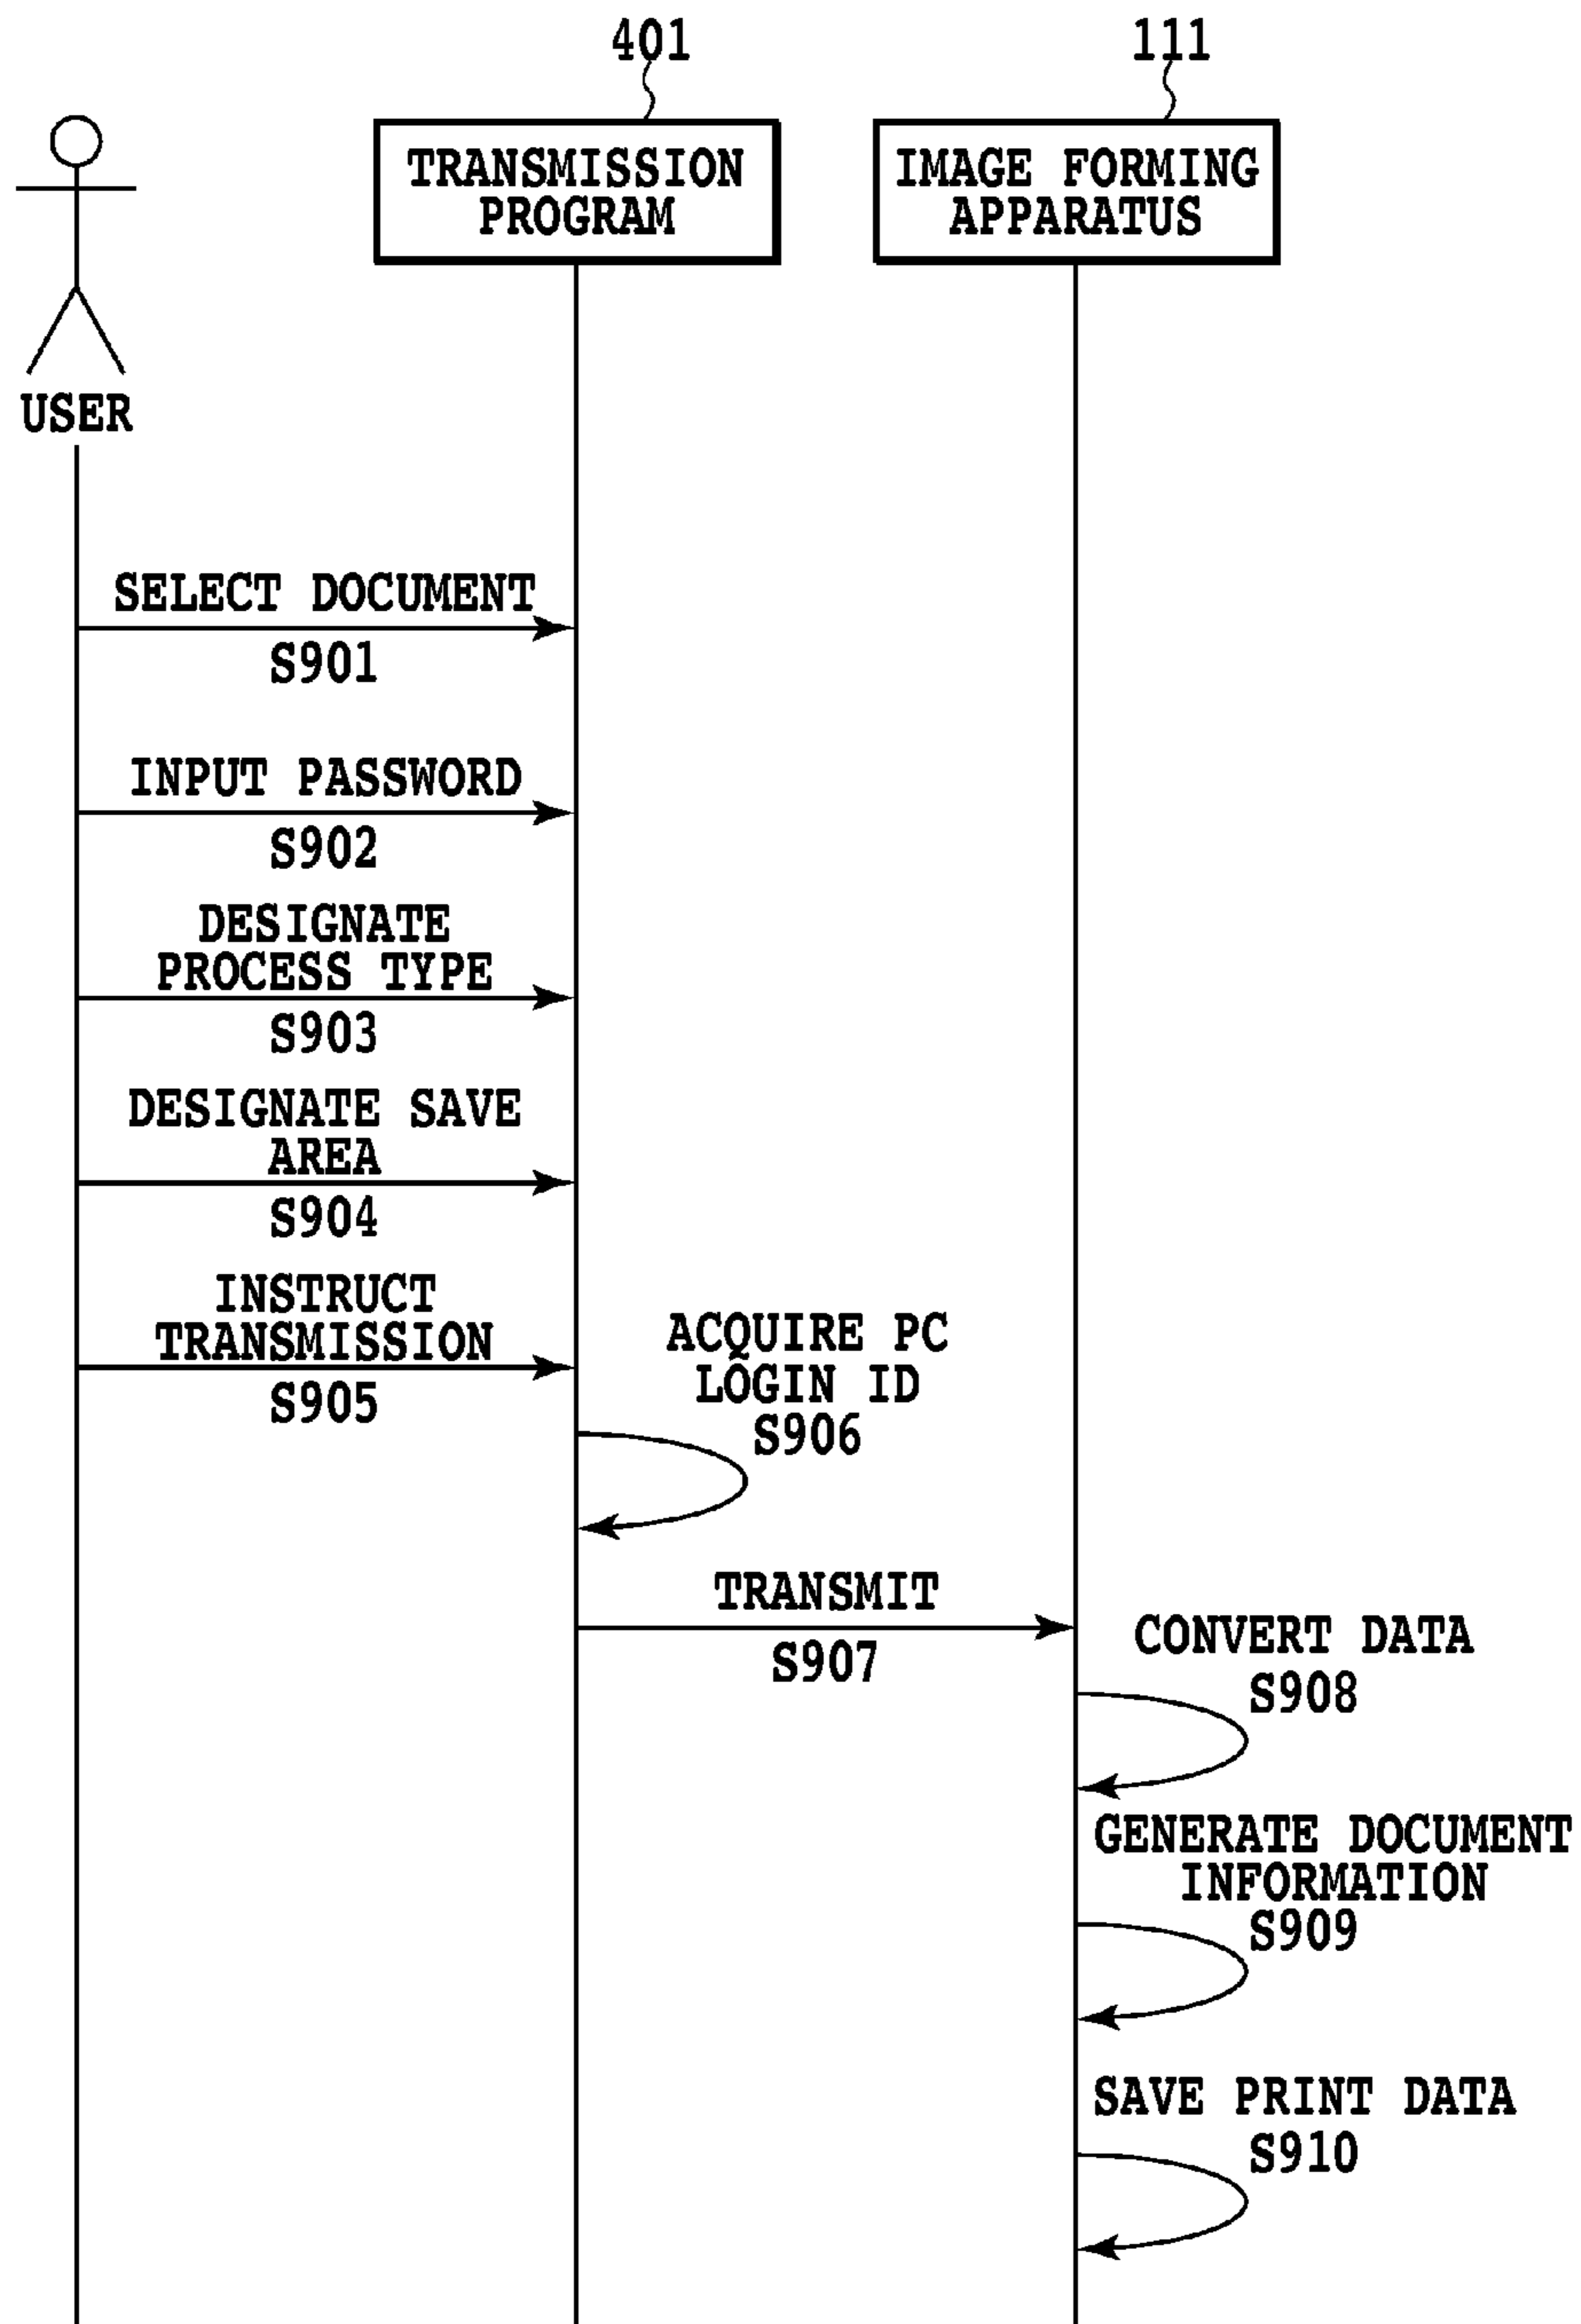 401
111
TRANSMISSION
PROGRAM
IMAGE FORMING
APPARATUS
USER
SELECT DOCUMENT
S901
INPUT PASSWORD
S902
DESIGNATE
PROCESS TYPE
S903
DESIGNATE SAVE
AREA
S904
INSTRUCT
TRANSMISSION
S905
ACQUIRE PC
LOGIN ID
S906
TRANSMIT
S907
CONVERT DATA
S908
GENERATE DOCUMENT
INFORMATION
S909
SAVE PRINT DATA
S910